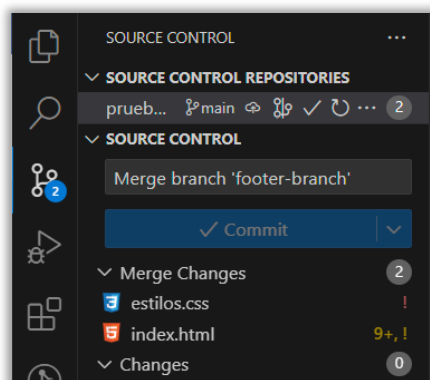 SOURCE CONTROL
SOURCE CONTROL REPOSITORIES
prueb... main 2
SOURCE CONTROL
Merge branch 'footer-branch'
2
Commit
Merge Changes 2
estilos.css !
index.html 9+, !
Changes 0